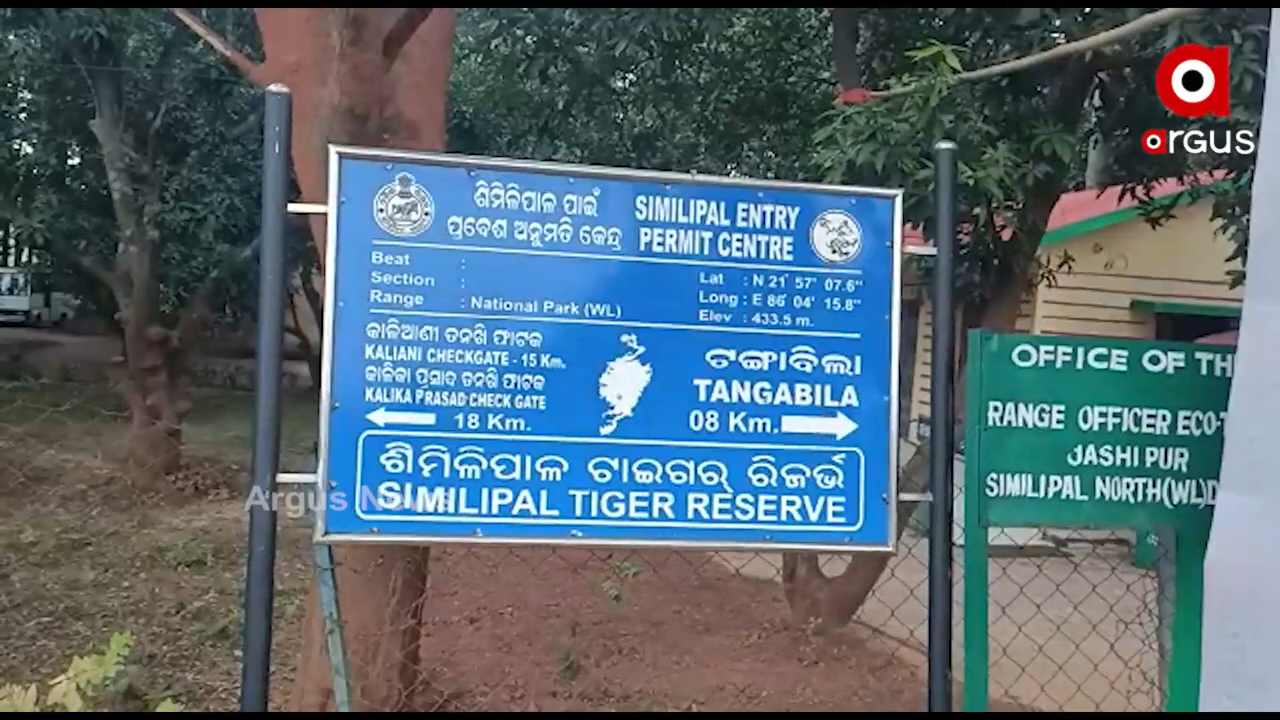 argus
ଶିମିଳିପାଳ ପାଇଁ
ପ୍ରବେଶ ଅନୁମତି କେନ୍ଦ୍ର
SIMILIPAL ENTRY
PERMIT CENTRE
Beat :
Section :
Range : National Park (WL)
Lat : N 21° 57' 07.6"
Long : E 86° 04' 15.8"
Elev : 433.5 m.
କାଳିଆଣୀ ତନଖି ଫାଟକ
KALIANI CHECKGATE - 15 Km.
କାଳିକା ପ୍ରସାଦ ତନଖି ଫାଟକ
KALIKA PRASAD CHECK GATE
18 Km.
ଟଙ୍ଗାବିଲା
TANGABILA
08 Km.
ଶିମିଳିପାଳ ଟାଇଗର୍ ରିଜର୍ଭ
SIMILIPAL TIGER RESERVE
Argus News
OFFICE OF TH
RANGE OFFICER ECO-T
JASHIPUR
SIMILIPAL NORTH(WL)D